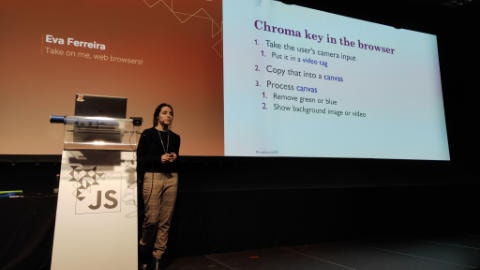 Eva Ferreira
Take on me, web browsers!
Chroma key in the browser
1. Take the user's camera input
1. Put it in a video tag
2. Copy that into a canvas
3. Process canvas
1. Remove green or blue
2. Show background image or video
JS